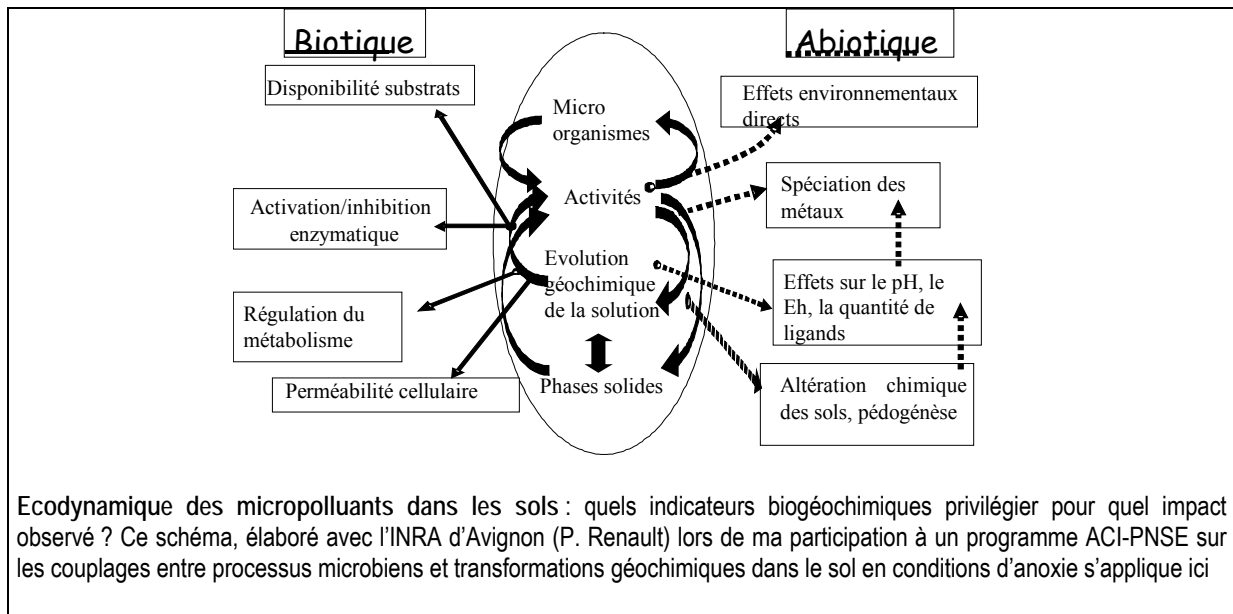 Biotique
Abiotique
Disponibilité substrats
Activation/inhibition
enzymatique
Régulation du
métabolisme
Perméabilité cellulaire
Micro
organismes
Activités
Evolution
géochimique
de la solution
Phases solides
Effets environnementaux
directs
Spéciation des
métaux
Effets sur le pH, le
Eh, la quantité de
ligands
Altération chimique
des sols, pédogénèse
Ecodynamique des micropolluants dans les sols : quels indicateurs biogéochimiques privilégier pour quel impact
observé ? Ce schéma, élaboré avec l'INRA d'Avignon (P. Renault) lors de ma participation à un programme ACI-PNSE sur
les couplages entre processus microbiens et transformations géochimiques dans le sol en conditions d'anoxie s'applique ici